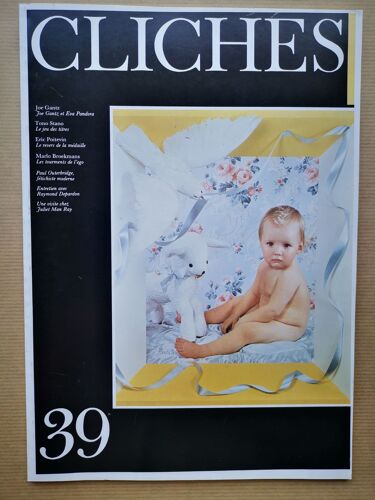 CLICHES
Joe Gantz
Joe Gantz et Eva Pandora
Tono Stano
Le jeu des titres
Eric Poitevin
Le revers de la médaille
Marlo Broekmans
Les tourments de l'ego
Paul Outerbridge,
fétichiste moderne
Entretien avec
Raymond Depardon
Une visite chez
Juliet Man Ray
39